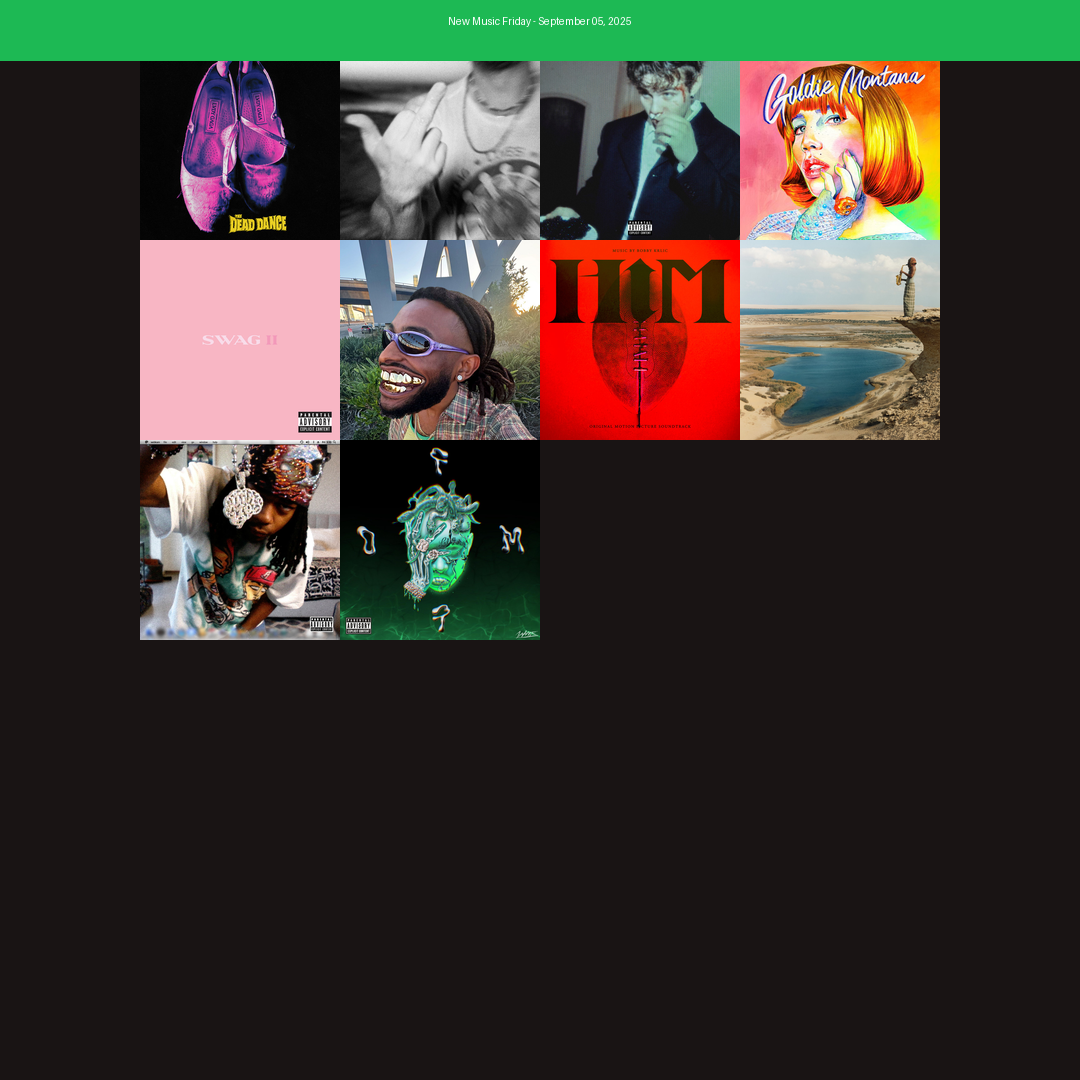 New Music Friday - September 05, 2025
THE
DEAD DANCE
PARENTAL
ADVISORY
EXPLICIT CONTENT
Goldie Montana
SWAG II
PARENTAL
ADVISORY
EXPLICIT CONTENT
HIM
PARENTAL
ADVISORY
EXPLICIT CONTENT
PARENTAL
ADVISORY
EXPLICIT CONTENT